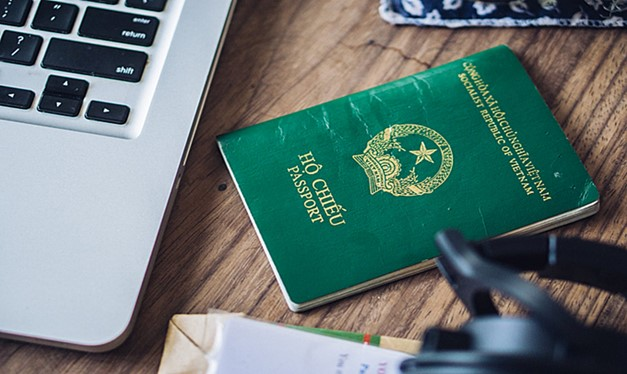 ?
/
enter
return
shift
CỘNG HÒA XÃ HỘI CHỦ NGHĨA VIỆT NAM
SOCIALIST REPUBLIC OF VIETNAM
HỘ CHIẾU
PASSPORT